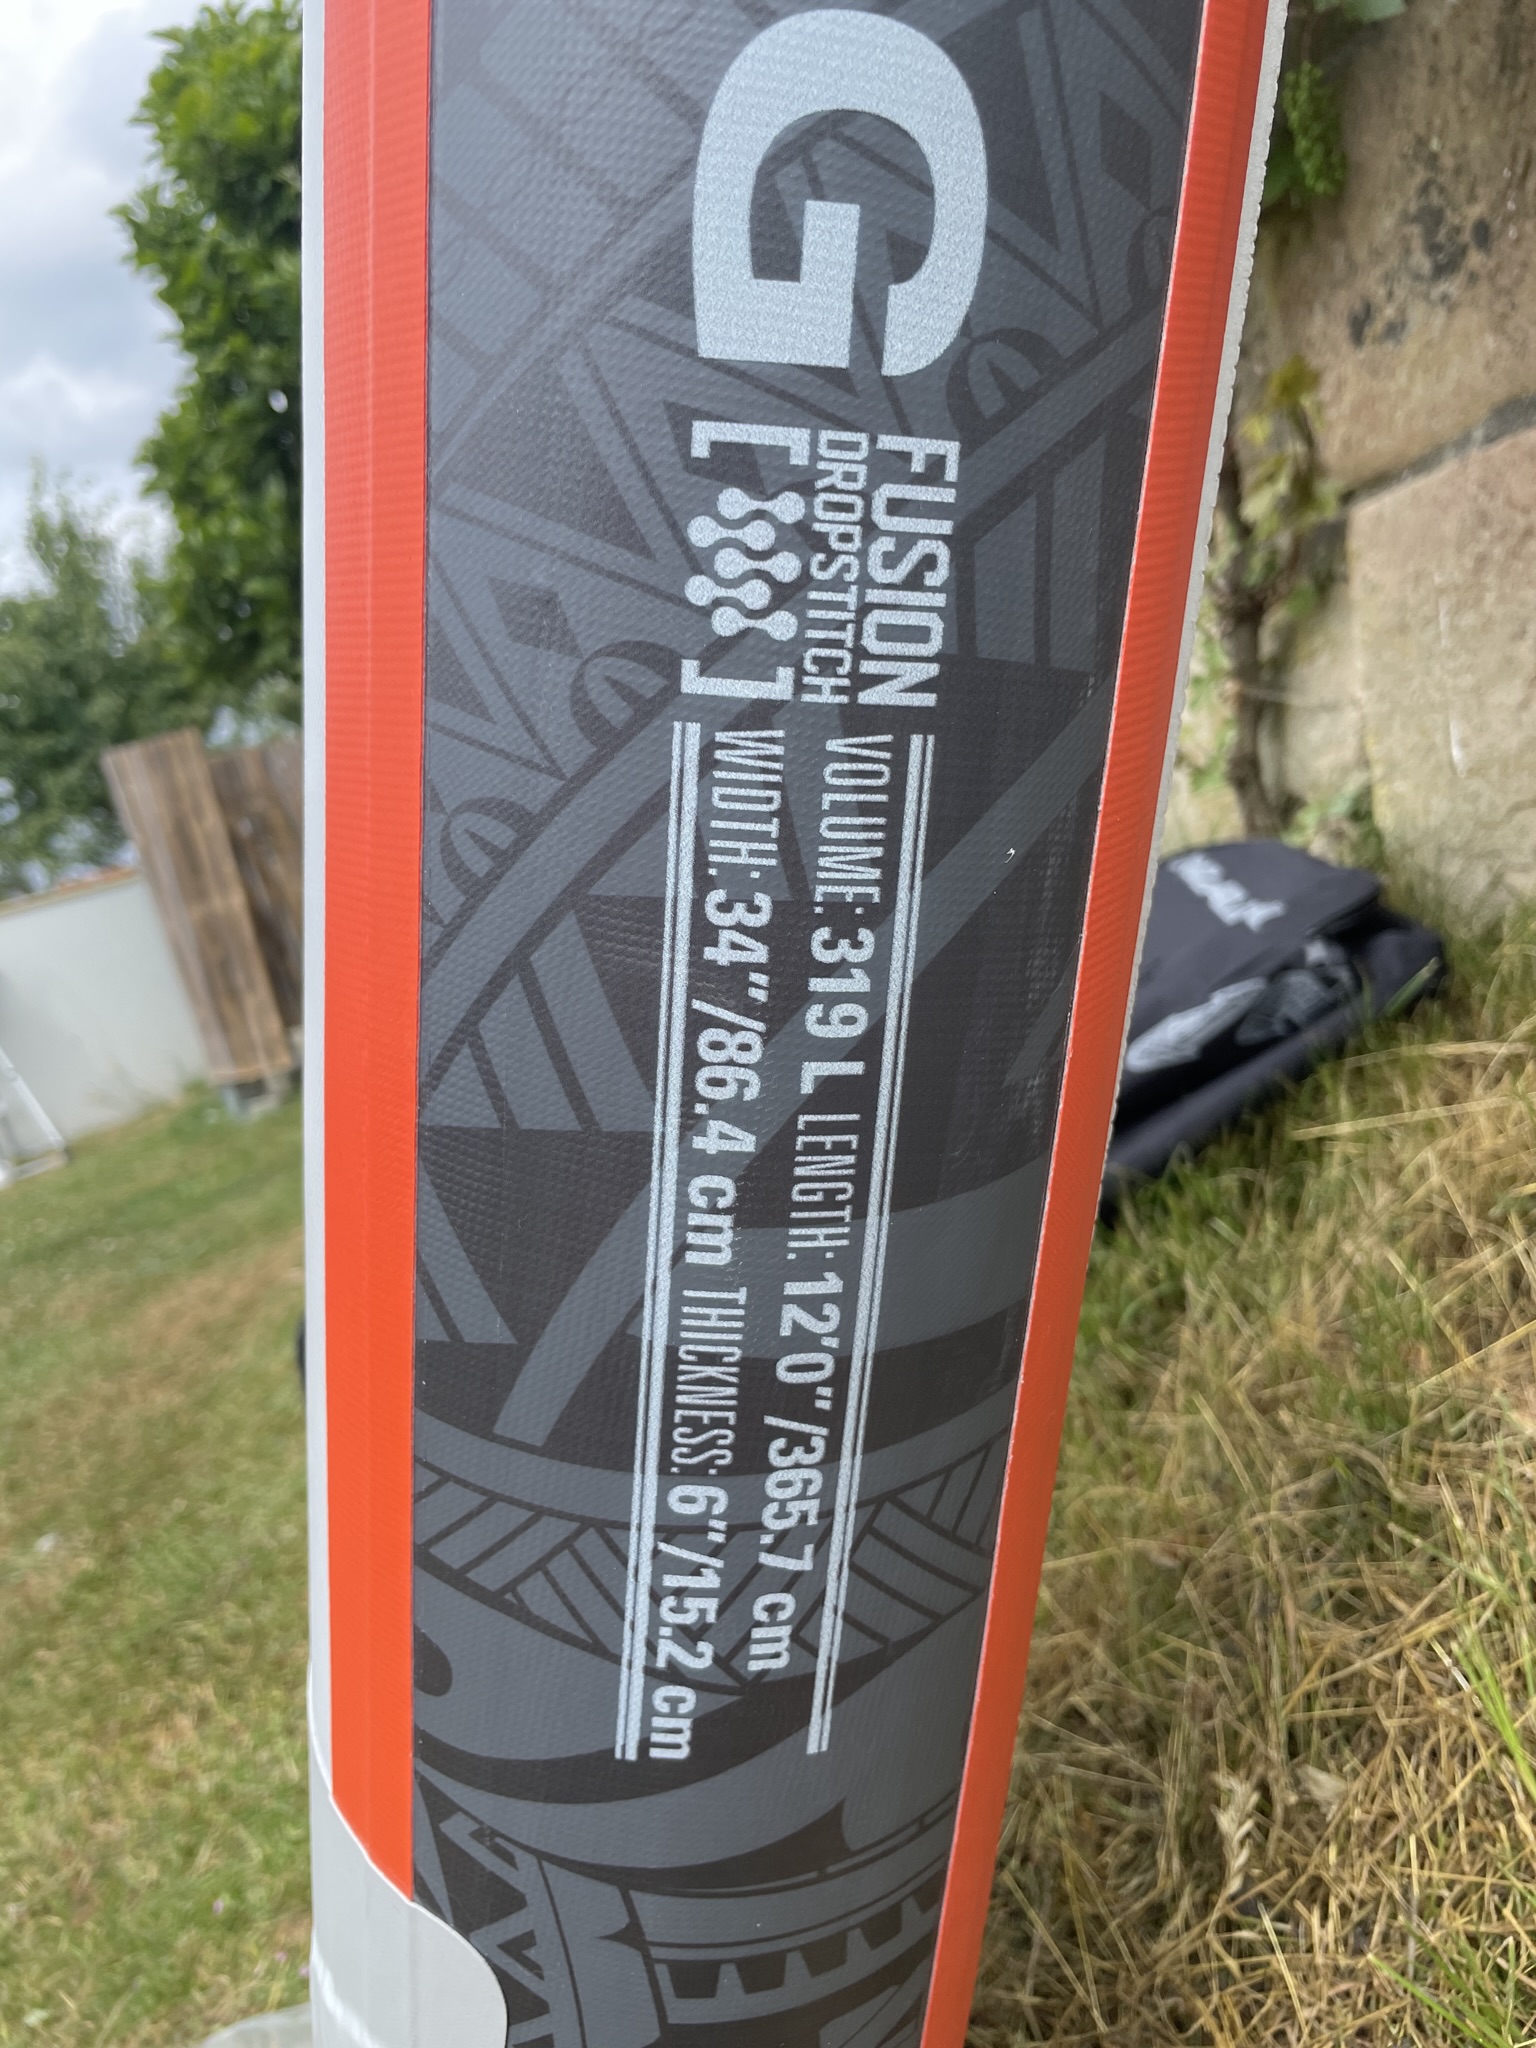 G
FUSION
DROPSTITCH
VOLUME: 319 L LENGTH: 12'0"/365.7 cm
WIDTH: 34"/86.4 cm THICKNESS: 6"/15.2 cm